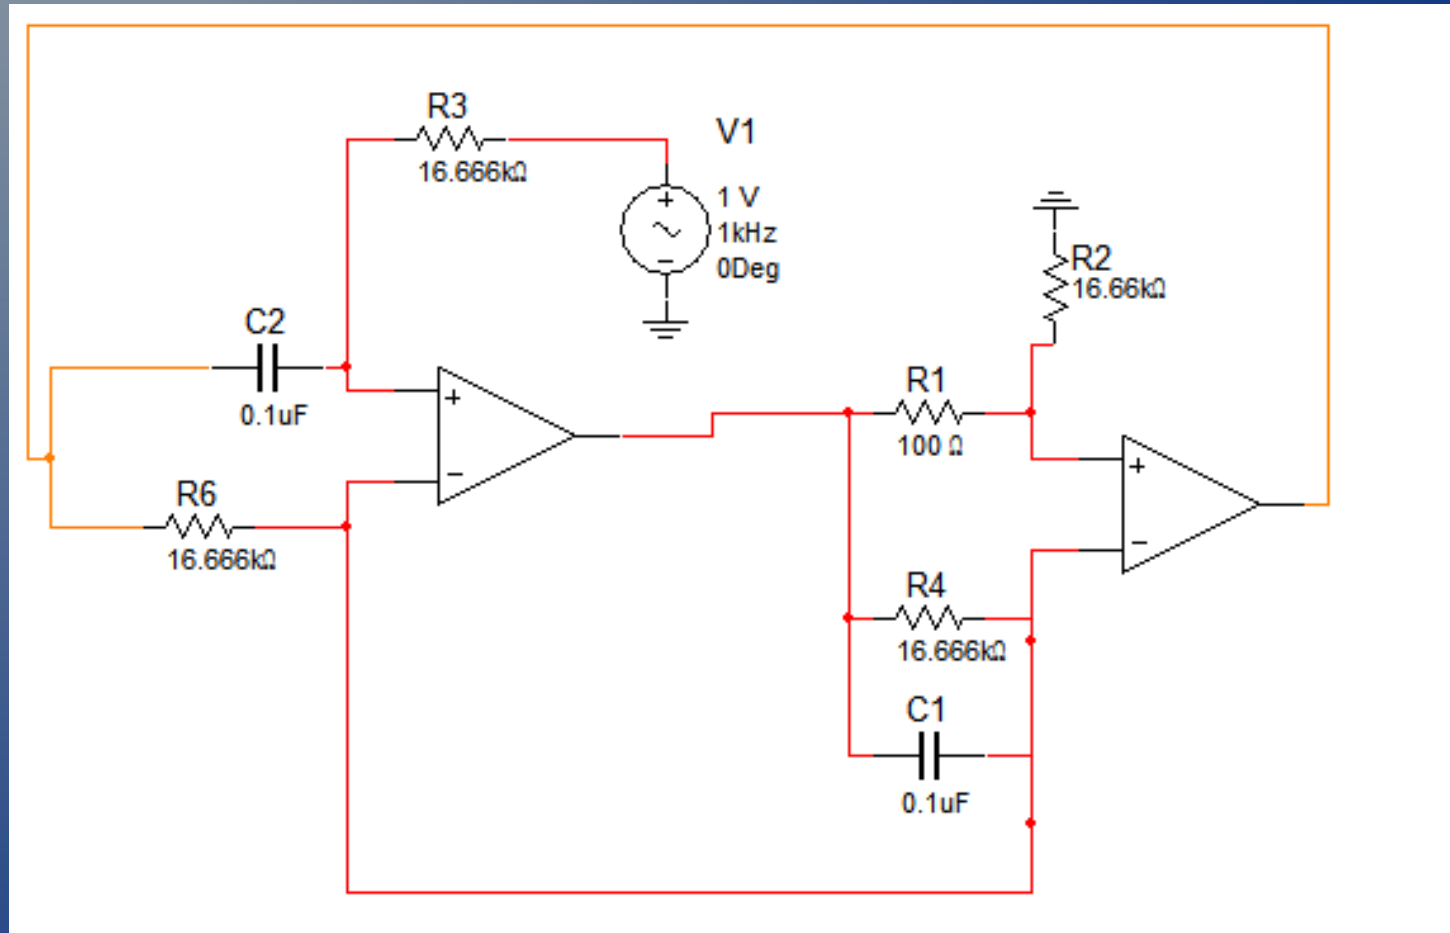 R3
16.666kΩ
V1
1 V
1kHz
0Deg
R2
16.66kΩ
C2
0.1uF
R1
100 Ω
R6
16.666kΩ
R4
16.666kΩ
C1
0.1uF
+
−
+
−
+
−